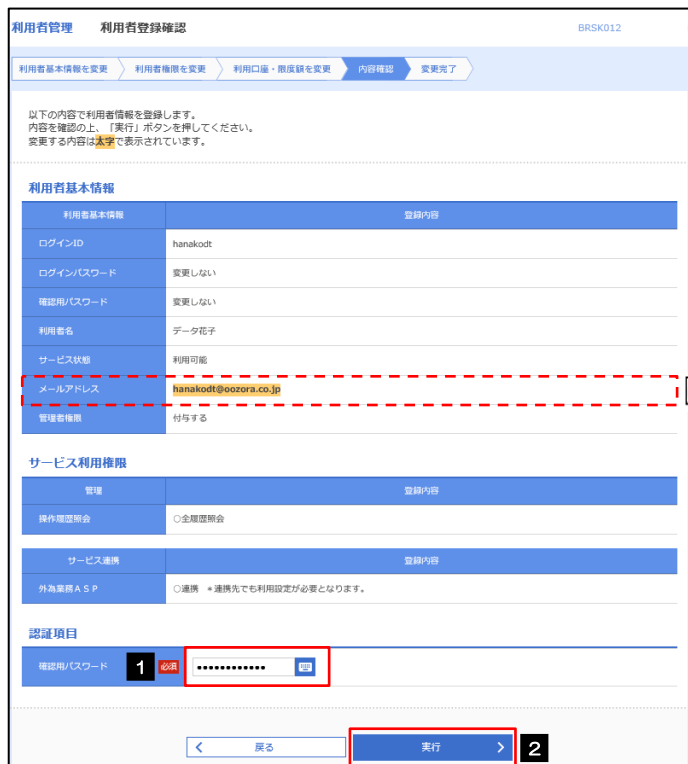 利用者管理 利用者登録確認 BRSK012
利用者基本情報を変更 利用者権限を変更 利用口座・限度額を変更 内容確認 変更完了
以下の内容で利用者情報を登録します。
内容を確認の上、「実行」ボタンを押してください。
変更する内容は太字で表示されています。
利用者基本情報
利用者基本情報 登録内容
ログインID hanakodt
ログインパスワード 変更しない
確認用パスワード 変更しない
利用者名 データ花子
サービス状態 利用可能
メールアドレス hanakodt@oozora.co.jp
管理者権限 付与する
サービス利用権限
管理 登録内容
操作履歴照会 ○全履歴照会
サービス連携 登録内容
外為業務ASP ○連携 *連携先でも利用設定が必要となります。
認証項目
確認用パスワード 1 必須 ••••••••••••
戻る 実行 2